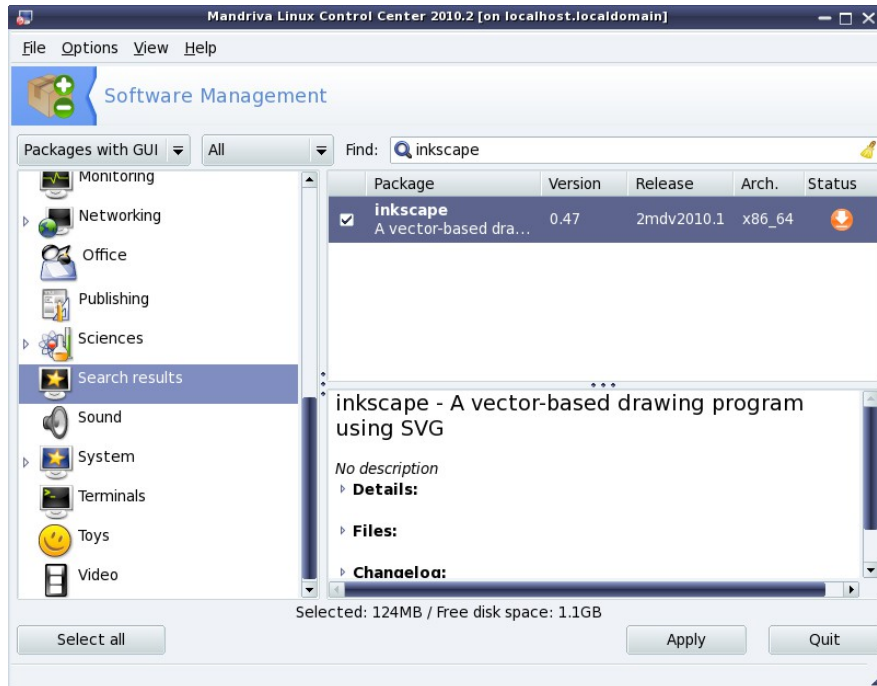 Mandriva Linux Control Center 2010.2 [on localhost.localdomain]
File Options View Help
Software Management
Packages with GUI All Find: inkscape
Monitoring
Networking
Office
Publishing
Sciences
Search results
Sound
System
Terminals
Toys
Video
Package Version Release Arch. Status
inkscape
A vector-based dra... 0.47 2mdv2010.1 x86_64
inkscape - A vector-based drawing program
using SVG
No description
Details:
Files:
Changelog:
Selected: 124MB / Free disk space: 1.1GB
Select all Apply Quit